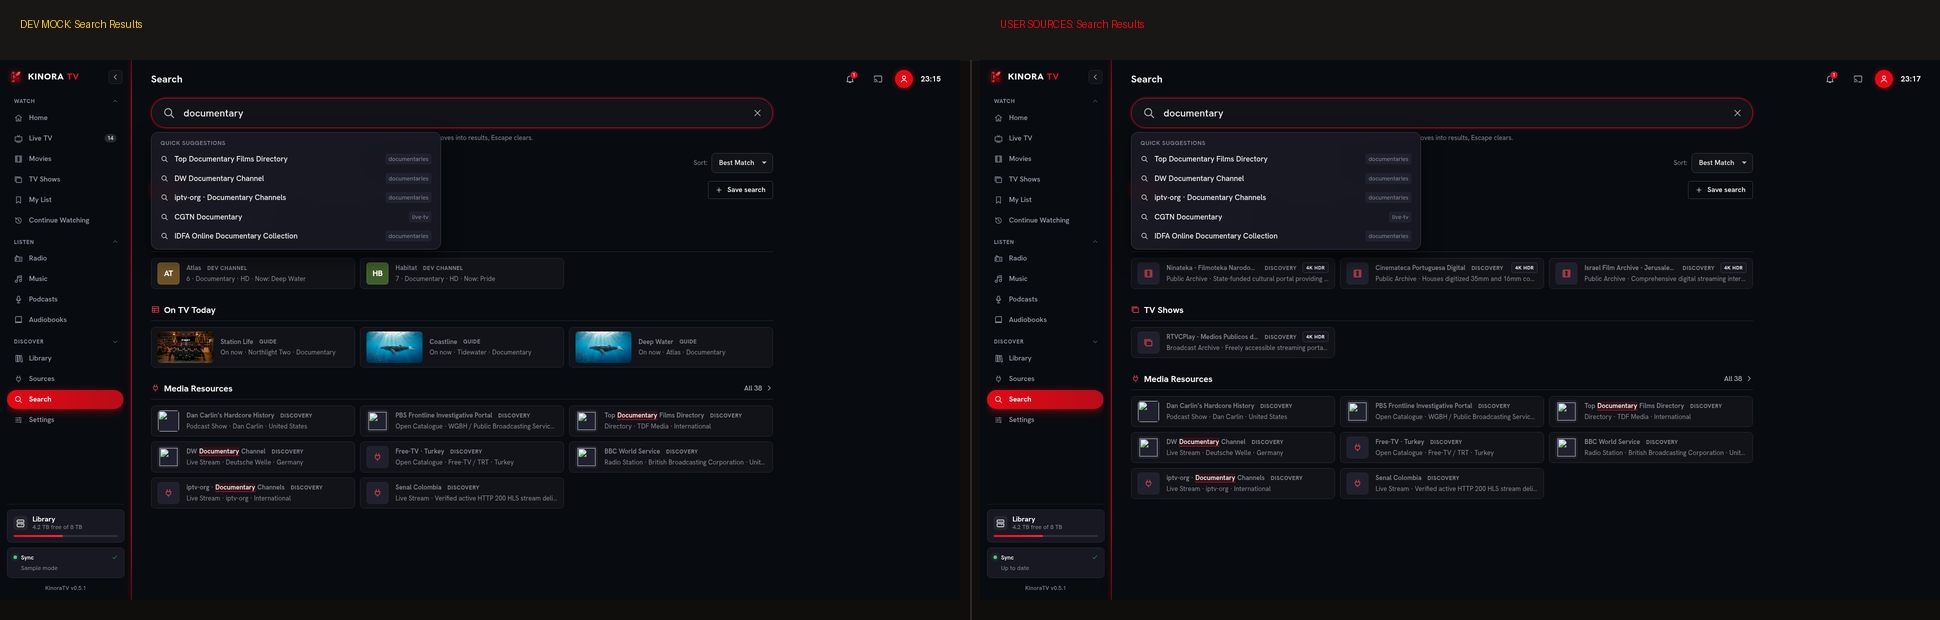 DEV MOCK: Search Results
KINORA TV
WATCH
Home
Live TV 14
Movies
TV Shows
My List
Continue Watching
LISTEN
Radio
Music
Podcasts
Audiobooks
DISCOVER
Library
Sources
Search
Settings
Library
4.2 TB free of 8 TB
Sync
Sample mode
KinoraTV v0.5.1
Search
1
23:15
documentary
oves into results, Escape clears.
QUICK SUGGESTIONS
Top Documentary Films Directory documentaries
DW Documentary Channel documentaries
iptv-org · Documentary Channels documentaries
CGTN Documentary live-tv
IDFA Online Documentary Collection documentaries
Sort: Best Match
+ Save search
AT
Atlas DEV CHANNEL
6 · Documentary · HD · Now: Deep Water
HB
Habitat DEV CHANNEL
7 · Documentary · HD · Now: Pride
On TV Today
Station Life GUIDE
On now · Northlight Two · Documentary
Coastline GUIDE
On now · Tidewater · Documentary
Deep Water GUIDE
On now · Atlas · Documentary
Media Resources All 38
Dan Carlin's Hardcore History DISCOVERY
Podcast Show · Dan Carlin · United States
PBS Frontline Investigative Portal DISCOVERY
Open Catalogue · WGBH / Public Broadcasting Servic...
Top Documentary Films Directory DISCOVERY
Directory · TDF Media · International
DW Documentary Channel DISCOVERY
Live Stream · Deutsche Welle · Germany
Free-TV · Turkey DISCOVERY
Open Catalogue · Free-TV / TRT · Turkey
BBC World Service DISCOVERY
Radio Station · British Broadcasting Corporation · Unit...
iptv-org · Documentary Channels DISCOVERY
Live Stream · iptv-org · International
Senal Colombia DISCOVERY
Live Stream · Verified active HTTP 200 HLS stream deli...
USER SOURCES: Search Results
KINORA TV
WATCH
Home
Live TV
Movies
TV Shows
My List
Continue Watching
LISTEN
Radio
Music
Podcasts
Audiobooks
DISCOVER
Library
Sources
Search
Settings
Library
4.2 TB free of 8 TB
Sync
Up to date
KinoraTV v0.5.1
Search
1
23:17
documentary
oves into results, Escape clears.
QUICK SUGGESTIONS
Top Documentary Films Directory documentaries
DW Documentary Channel documentaries
iptv-org · Documentary Channels documentaries
CGTN Documentary live-tv
IDFA Online Documentary Collection documentaries
Sort: Best Match
+ Save search
Ninateka - Filmoteka Narodo... DISCOVERY 4K HDR
Public Archive · State-funded cultural portal providing ...
Cinemateca Portuguesa Digital DISCOVERY 4K HDR
Public Archive · Houses digitized 35mm and 16mm co...
Israel Film Archive - Jerusale... DISCOVERY 4K HDR
Public Archive · Comprehensive digital streaming inter...
TV Shows
RTVCPlay - Medios Publicos d... DISCOVERY 4K HDR
Broadcast Archive · Freely accessible streaming porta...
Media Resources All 38
Dan Carlin's Hardcore History DISCOVERY
Podcast Show · Dan Carlin · United States
PBS Frontline Investigative Portal DISCOVERY
Open Catalogue · WGBH / Public Broadcasting Servic...
Top Documentary Films Directory DISCOVERY
Directory · TDF Media · International
DW Documentary Channel DISCOVERY
Live Stream · Deutsche Welle · Germany
Free-TV · Turkey DISCOVERY
Open Catalogue · Free-TV / TRT · Turkey
BBC World Service DISCOVERY
Radio Station · British Broadcasting Corporation · Unit...
iptv-org · Documentary Channels DISCOVERY
Live Stream · iptv-org · International
Senal Colombia DISCOVERY
Live Stream · Verified active HTTP 200 HLS stream deli...